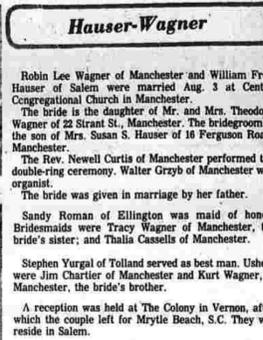 Hauser-Wagner
Robin Lee Wagner of Manchester and William Fr
Hauser of Salem were married Aug. 3 at Cent
Congregational Church in Manchester.
The bride is the daughter of Mr. and Mrs. Theodo
Wagner of 22 Strant St., Manchester. The bridegroom
the son of Mrs. Susan S. Hauser of 16 Ferguson Roa
Manchester.
The Rev. Newell Curtis of Manchester performed t
double-ring ceremony. Walter Grzyb of Manchester w
organist.
The bride was given in marriage by her father.
Sandy Roman of Ellington was maid of hono
Bridesmaids were Tracy Wagner of Manchester, t
bride's sister; and Thalia Cassells of Manchester.
Stephen Yurgal of Tolland served as best man. Ushe
were Jim Chartier of Manchester and Kurt Wagner,
Manchester, the bride's brother.
A reception was held at The Colony in Vernon, aft
which the couple left for Mrytle Beach, S.C. They w
reside in Salem.